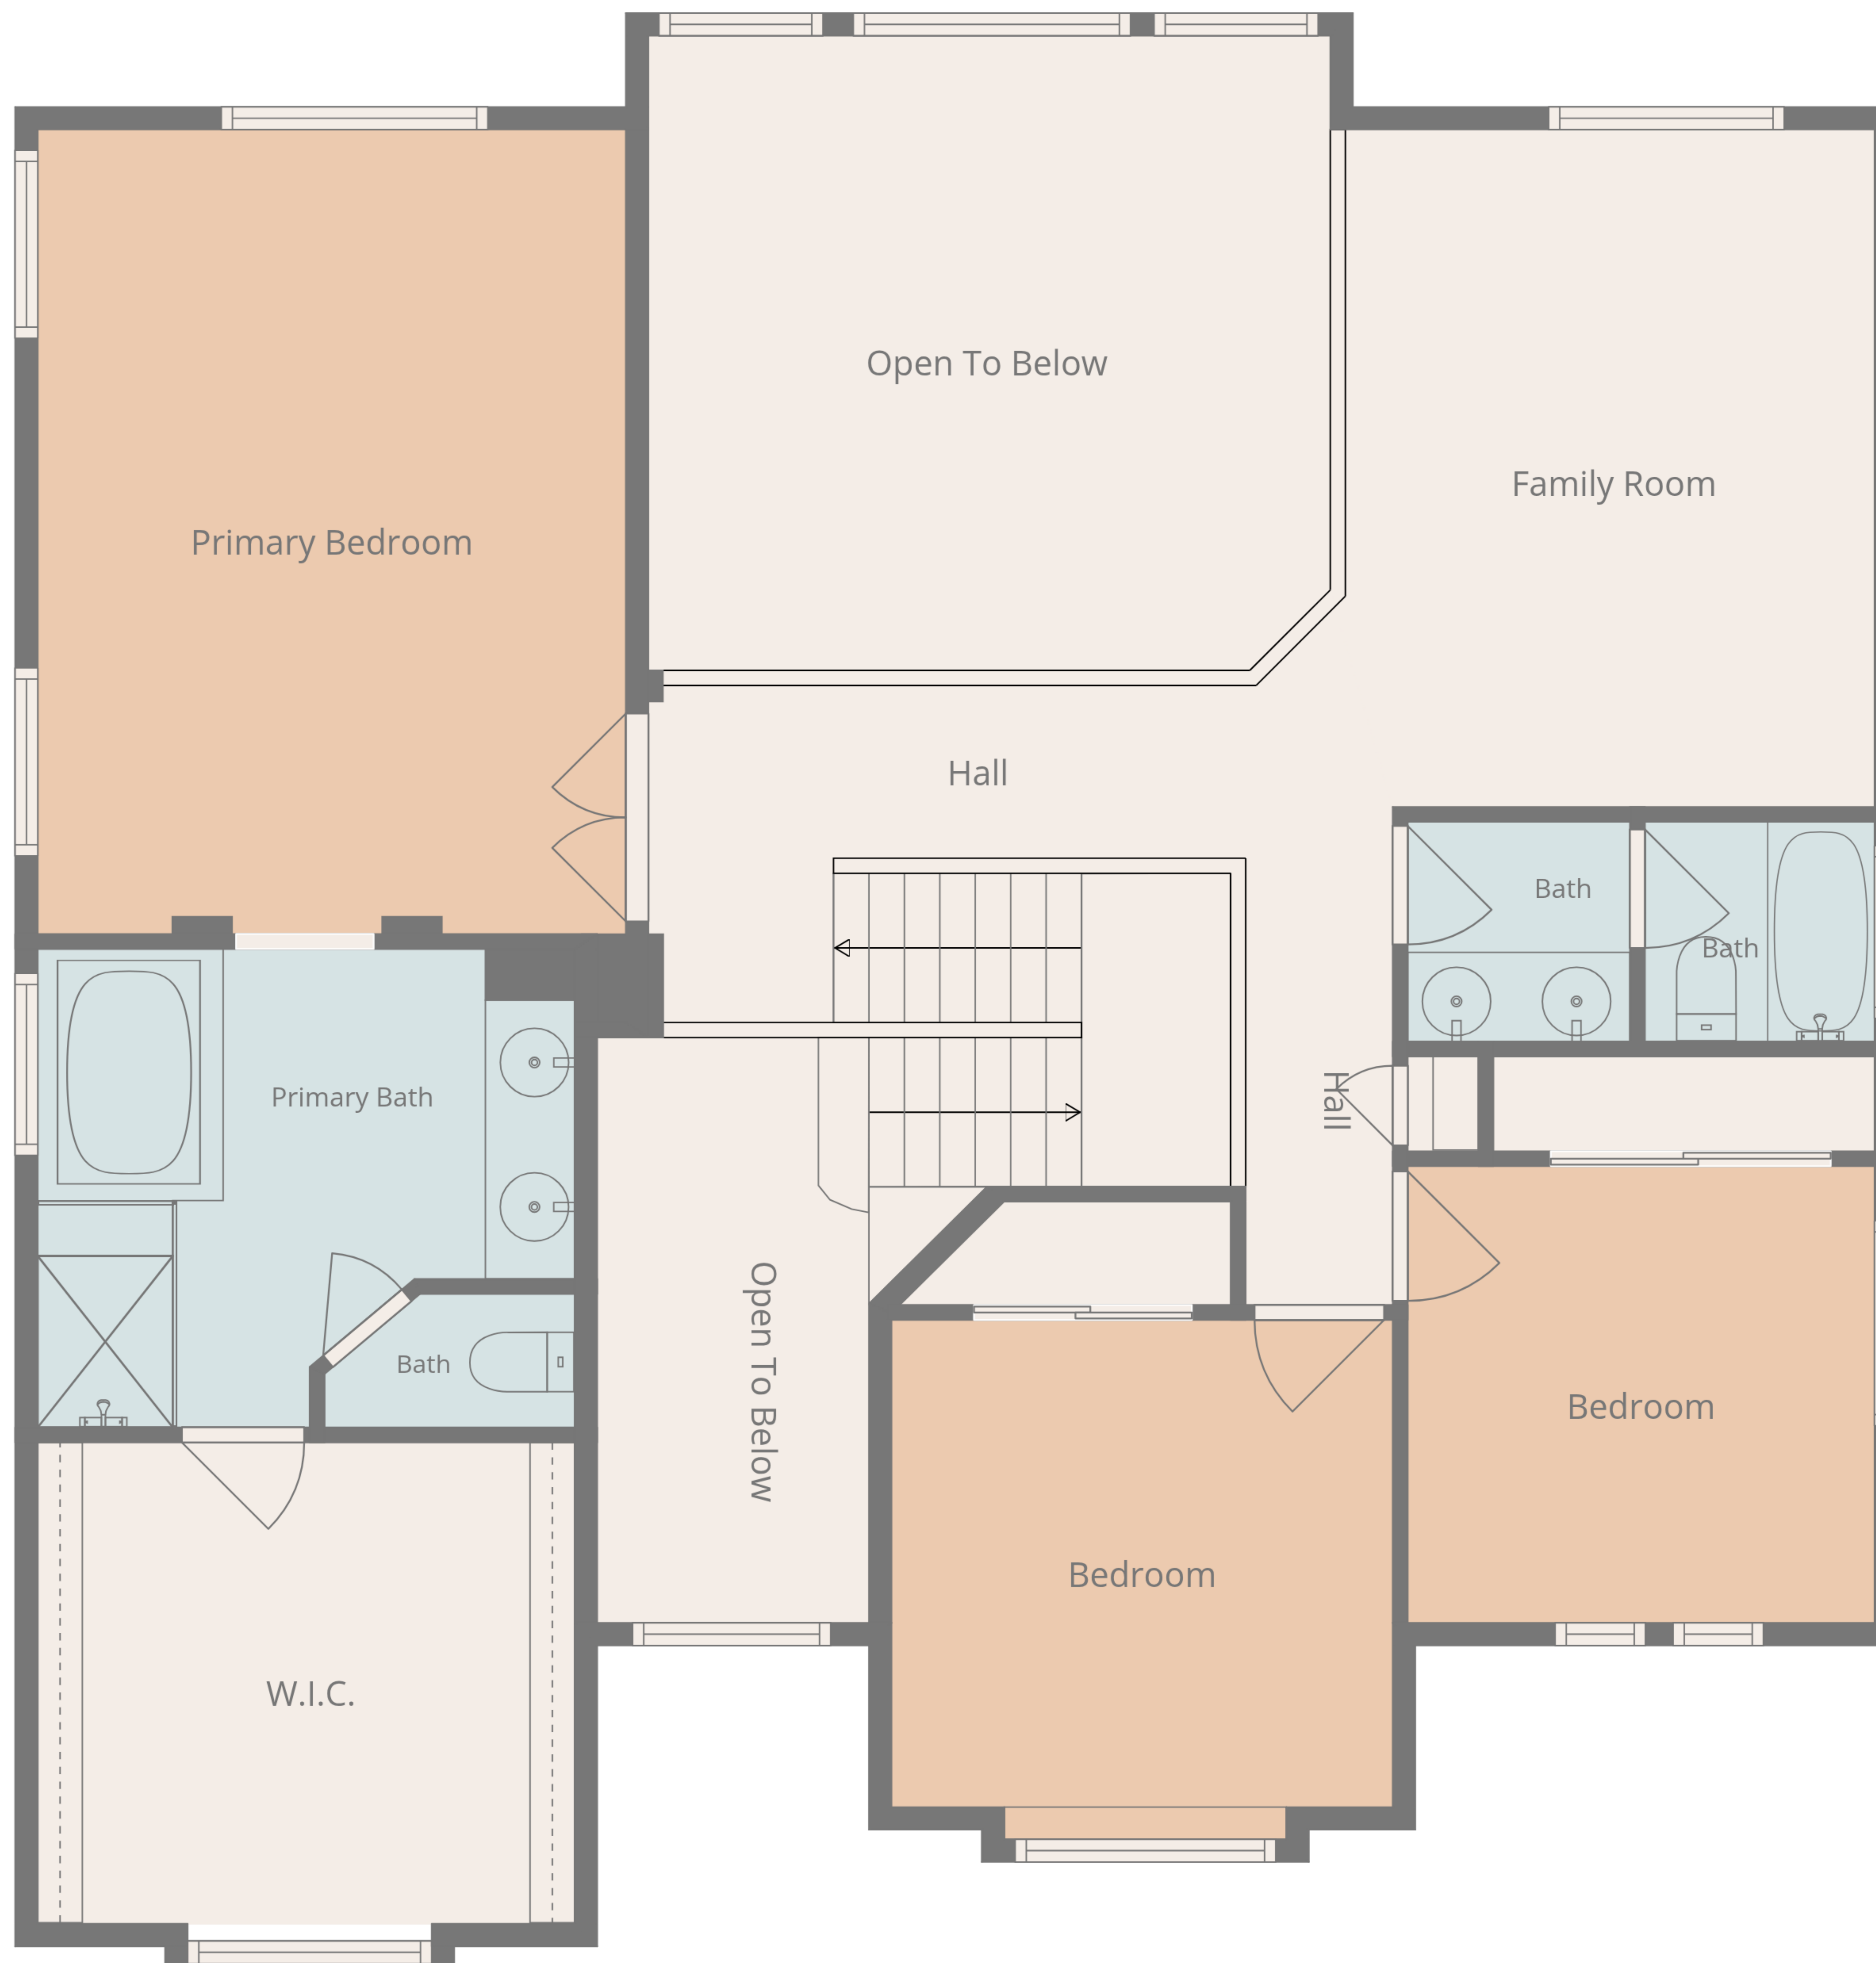 Open To Below
Family Room
Primary Bedroom
Hall
Bath
Bath
Primary Bath
Hall
Open To Below
Bath
Bedroom
Bedroom
W.I.C.